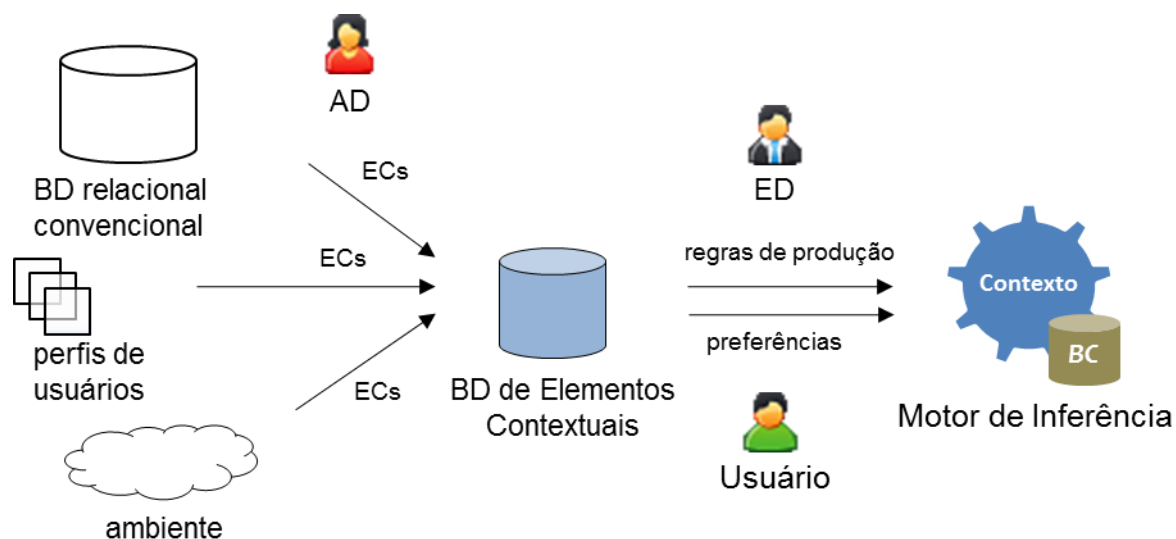 AD
BD relacional
convencional
ECs
ED
ECs
regras de produção
Contexto
preferências
BC
perfis de
usuários
ECs
BD de Elementos
Contextuais
Motor de Inferência
Usuário
ambiente